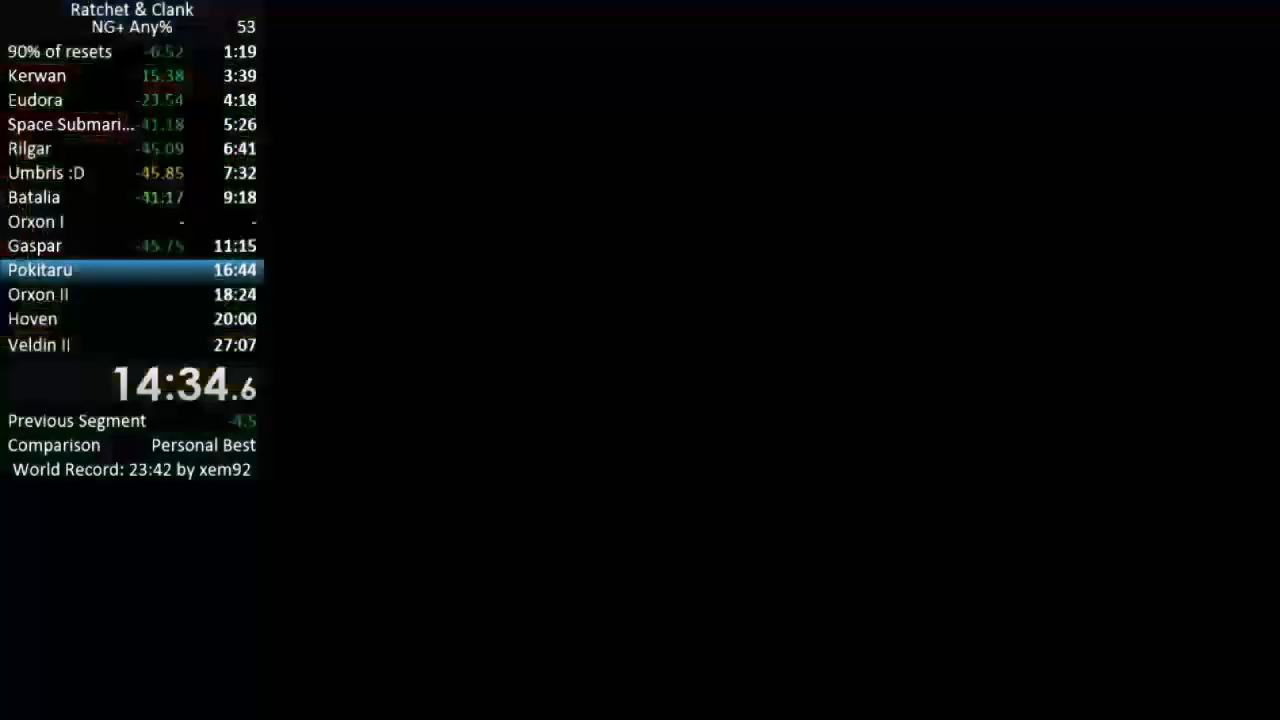 Ratchet & Clank
NG+ Any% 53
90% of resets -6.52 1:19
Kerwan 15.38 3:39
Eudora -23.54 4:18
Space Submari... -41.18 5:26
Rilgar -45.09 6:41
Umbris :D -45.85 7:32
Batalia -41.17 9:18
Orxon I - -
Gaspar -45.75 11:15
Pokitaru 16:44
Orxon II 18:24
Hoven 20:00
Veldin II 27:07
14:34.6
Previous Segment -4.5
Comparison Personal Best
World Record: 23:42 by xem92